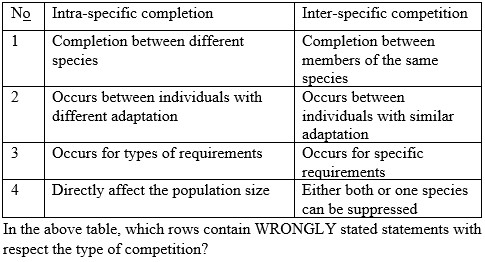 No Intra-specific completion Inter-specific competition
1 Completion between different Completion between
species members of the same
species
2 Occurs between individuals with Occurs between
different adaptation individuals with similar
adaptation
3 Occurs for types of requirements Occurs for specific
requirements
4 Directly affect the population size Either both or one species
can be suppressed
In the above table, which rows contain WRONGLY stated statements with
respect the type of competition?